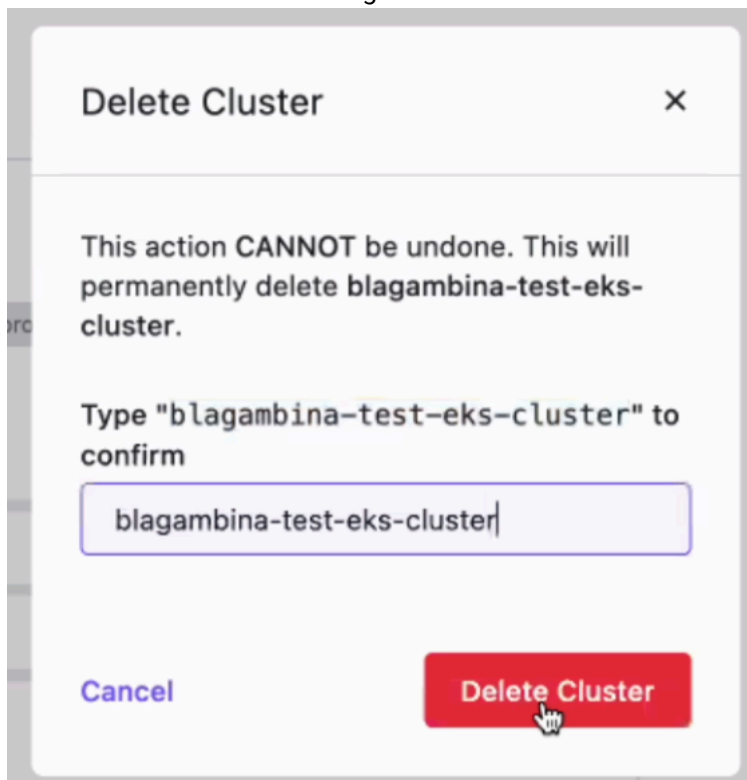 Delete Cluster
This action CANNOT be undone. This will
permanently delete blagambina-test-eks-
cluster.
Type "blagambina-test-eks-cluster" to
confirm
blagambina-test-eks-cluster
Cancel
Delete Cluster